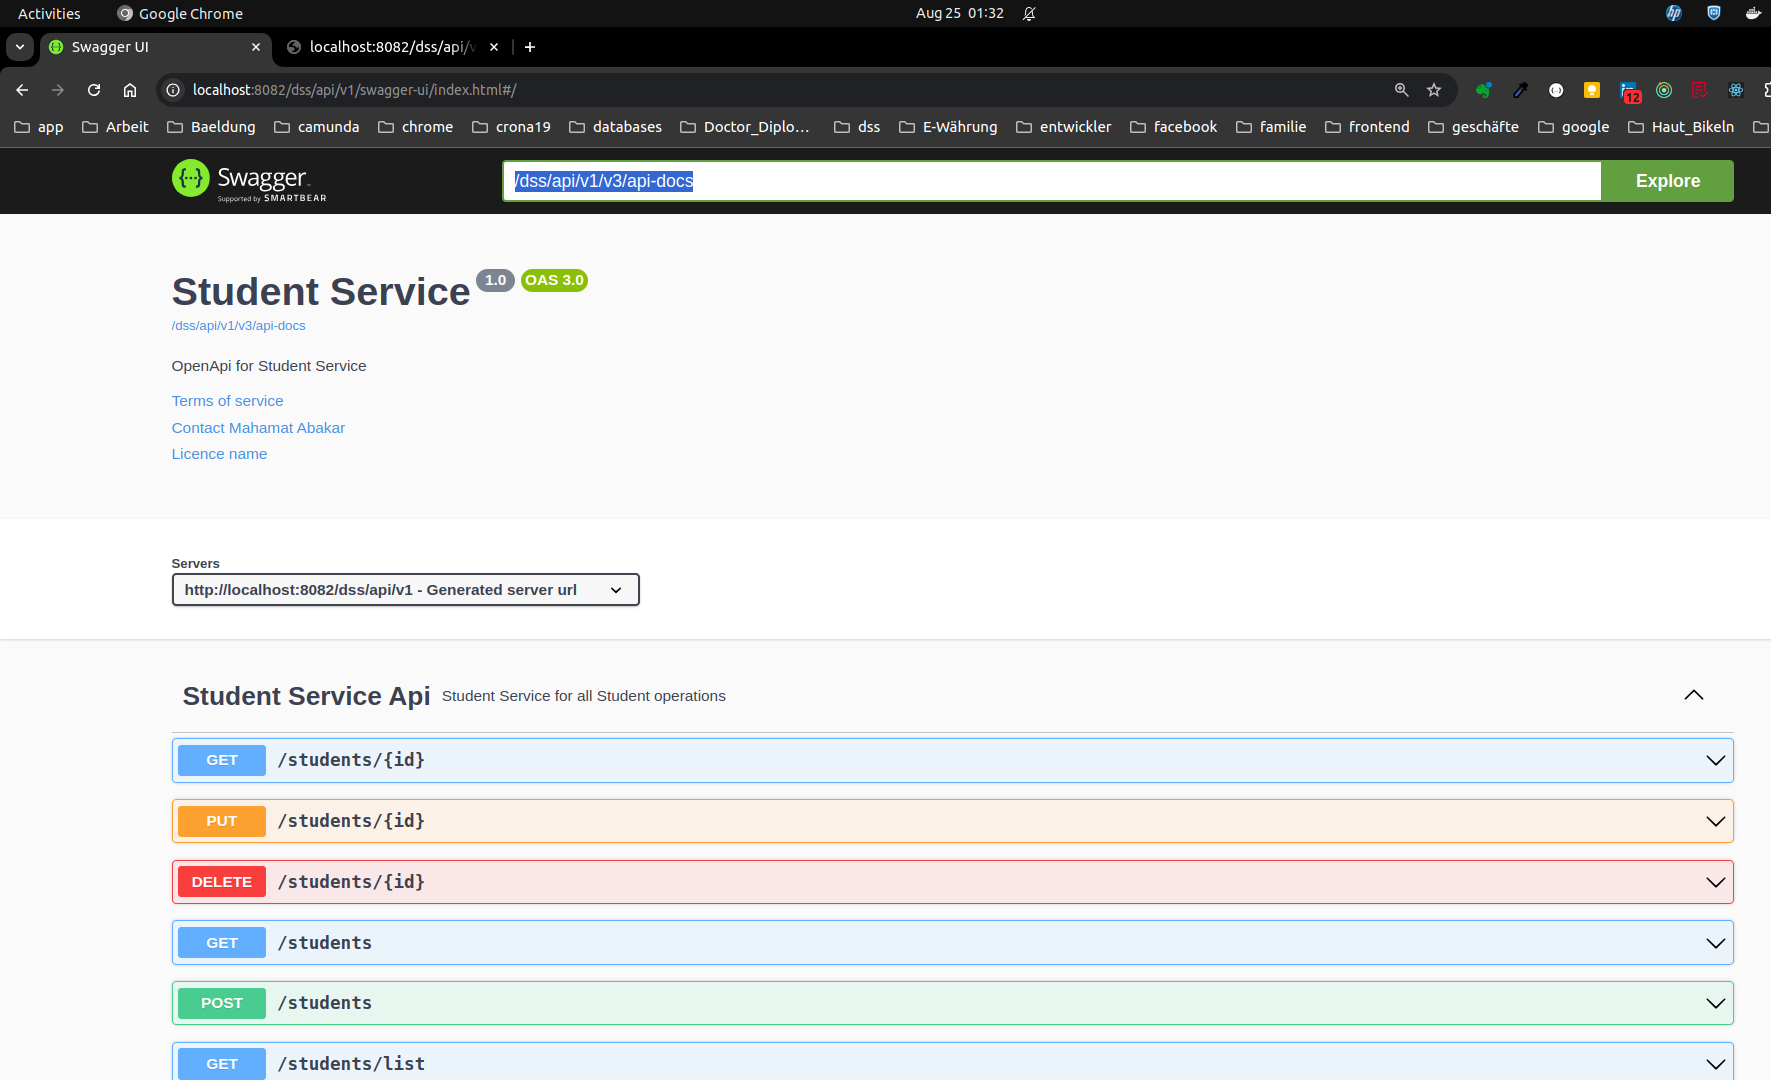 Activities
Google Chrome
Aug 25 01:32
hp
Swagger UI
localhost:8082/dss/api/v
localhost:8082/dss/api/v1/swagger-ui/index.html#/
12
app
Arbeit
Baeldung
camunda
chrome
crona19
databases
Doctor_Diplo...
dss
E-Währung
entwickler
facebook
familie
frontend
geschäfte
google
Haut_Bikeln
{···} Swagger
Supported by SMARTBEAR
/dss/api/v1/v3/api-docs
Explore
Student Service 1.0 OAS 3.0
/dss/api/v1/v3/api-docs
OpenApi for Student Service
Terms of service
Contact Mahamat Abakar
Licence name
Servers
http://localhost:8082/dss/api/v1 - Generated server url
Student Service Api Student Service for all Student operations
GET /students/{id}
PUT /students/{id}
DELETE /students/{id}
GET /students
POST /students
GET /students/list